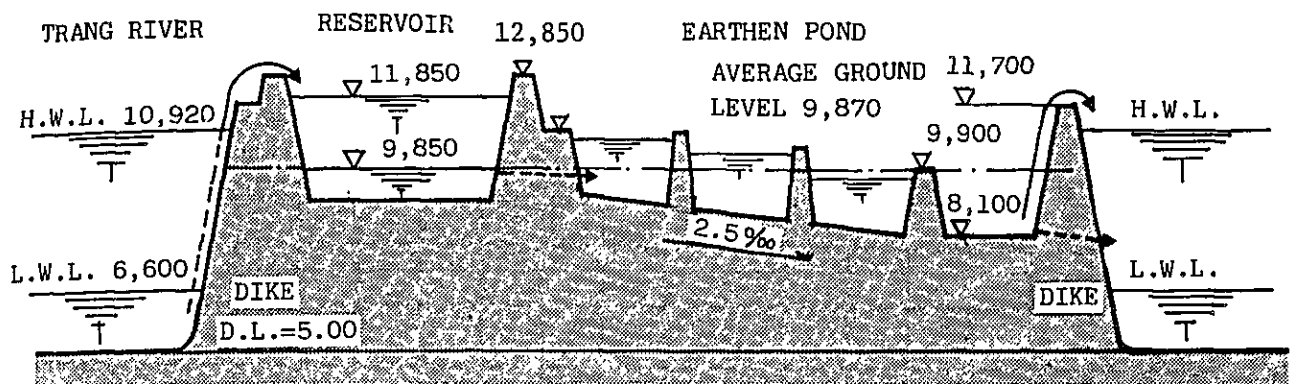 TRANG RIVER
RESERVOIR
12,850
EARTHEN POND
AVERAGE GROUND
LEVEL 9,870
11,700
11,850
H.W.L. 10,920
H.W.L.
9,850
9,900
8,100
2.5‰
L.W.L. 6,600
L.W.L.
DIKE
DIKE
D.L.=5.00